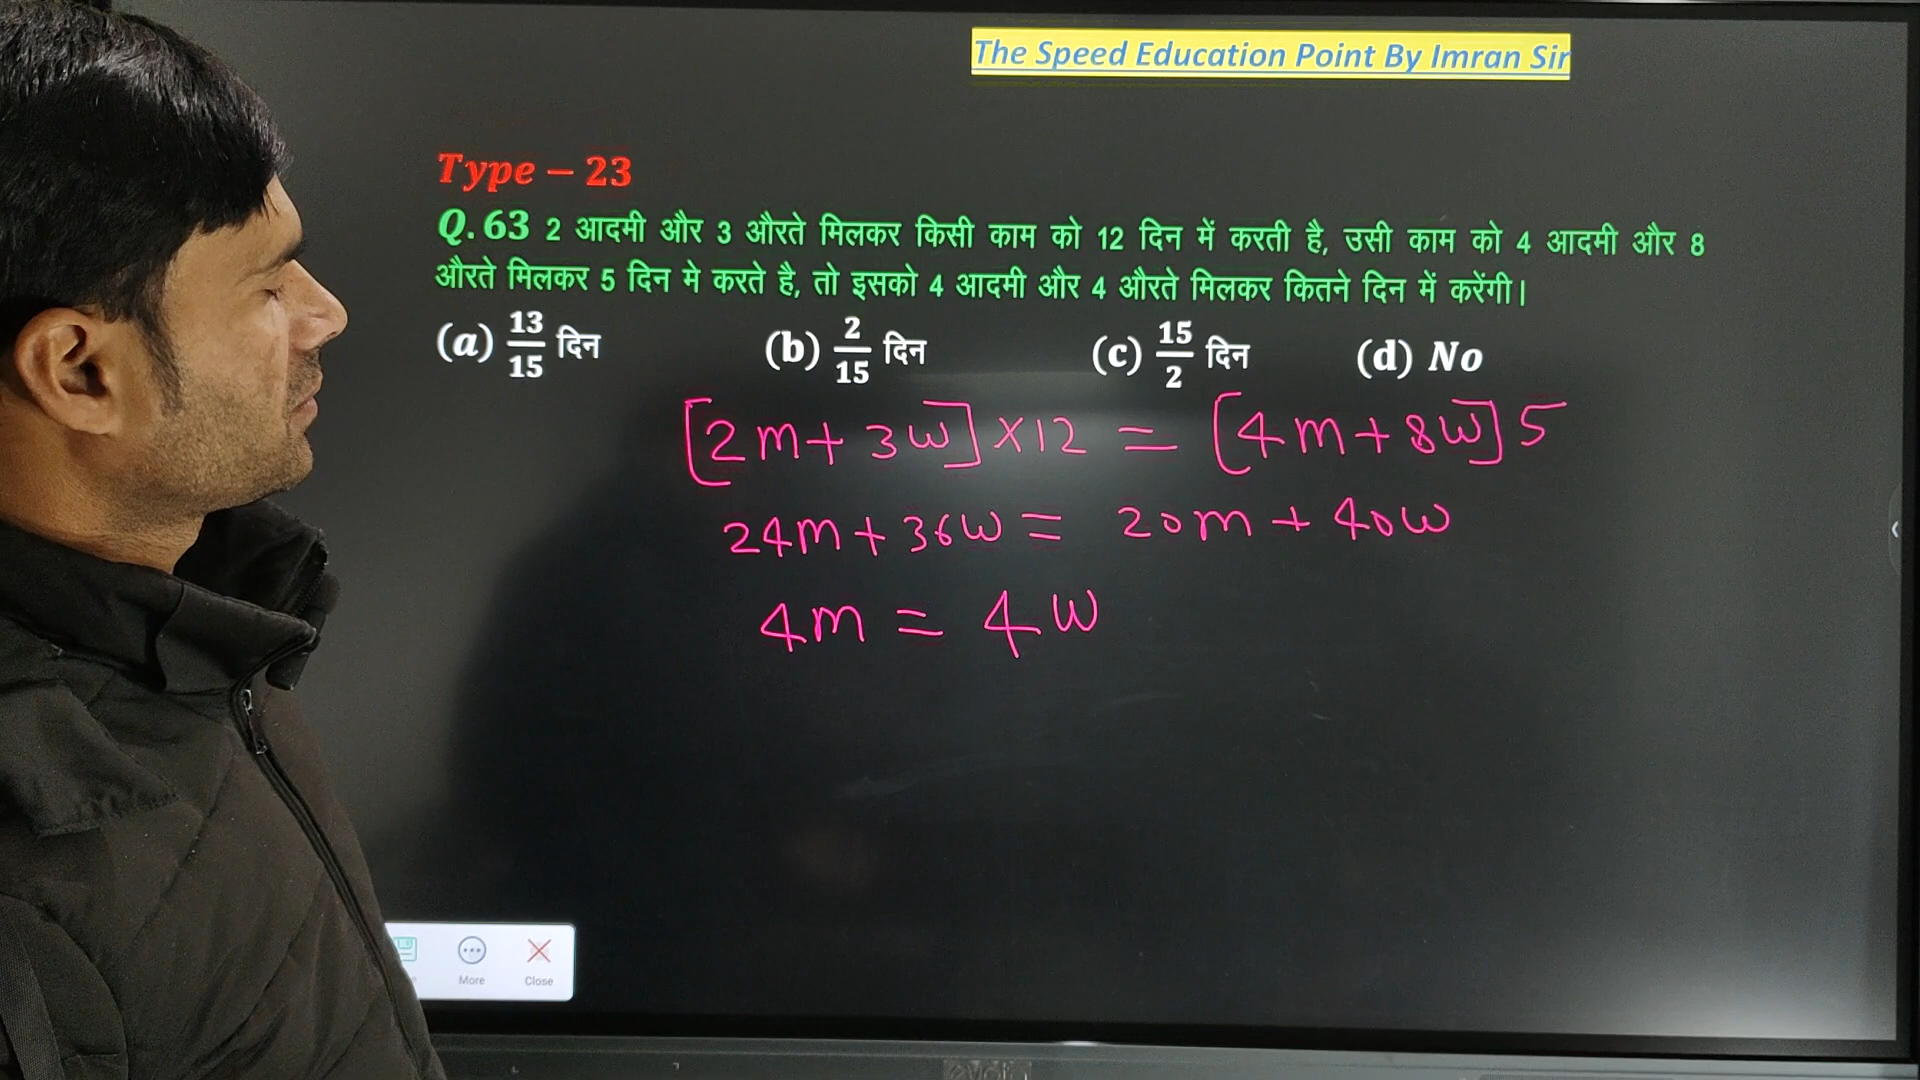 The Speed Education Point By Imran Sir
Type – 23
Q.63 2 आदमी और 3 औरते मिलकर किसी काम को 12 दिन में करती है, उसी काम को 4 आदमी और 8
औरते मिलकर 5 दिन मे करते है, तो इसको 4 आदमी और 4 औरते मिलकर कितने दिन में करेंगी।
(a) 13/15 दिन (b) 2/15 दिन (c) 15/2 दिन (d) No
[2m+3w]×12 = [4m+8w]5
24m+36w = 20m+40w
4m = 4w
More Close